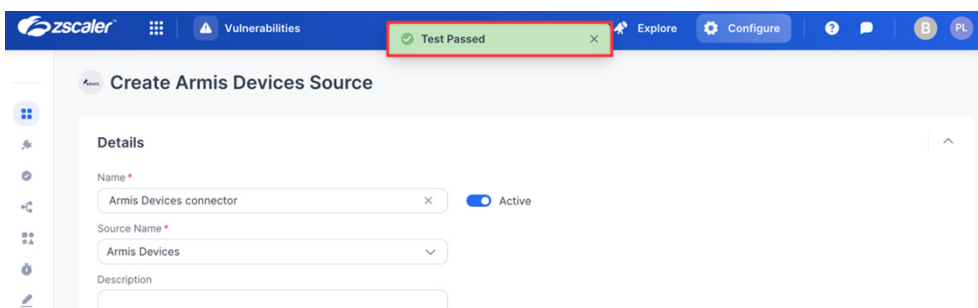 zscaler
Vulnerabilities
Test Passed
Explore
Configure
B
PL
Create Armis Devices Source
Details
Name *
Armis Devices connector
Active
Source Name *
Armis Devices
Description